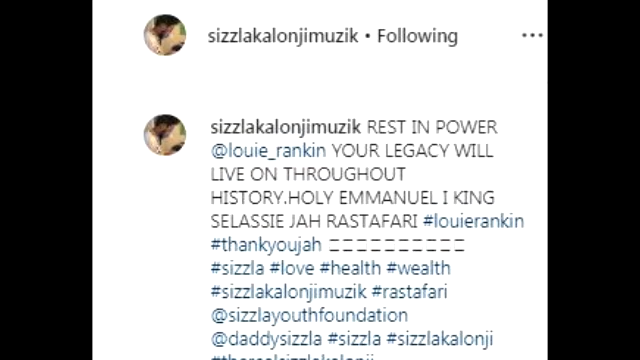 sizzlakalonjimuzik • Following
sizzlakalonjimuzik REST IN POWER
@louie_rankin YOUR LEGACY WILL
LIVE ON THROUGHOUT
HISTORY.HOLY EMMANUEL I KING
SELASSIE JAH RASTAFARI #louierankin
#thankyoujah
#sizzla #love #health #wealth
#sizzlakalonjimuzik #rastafari
@sizzlayouthfoundation
@daddysizzla #sizzla #sizzlakalonji